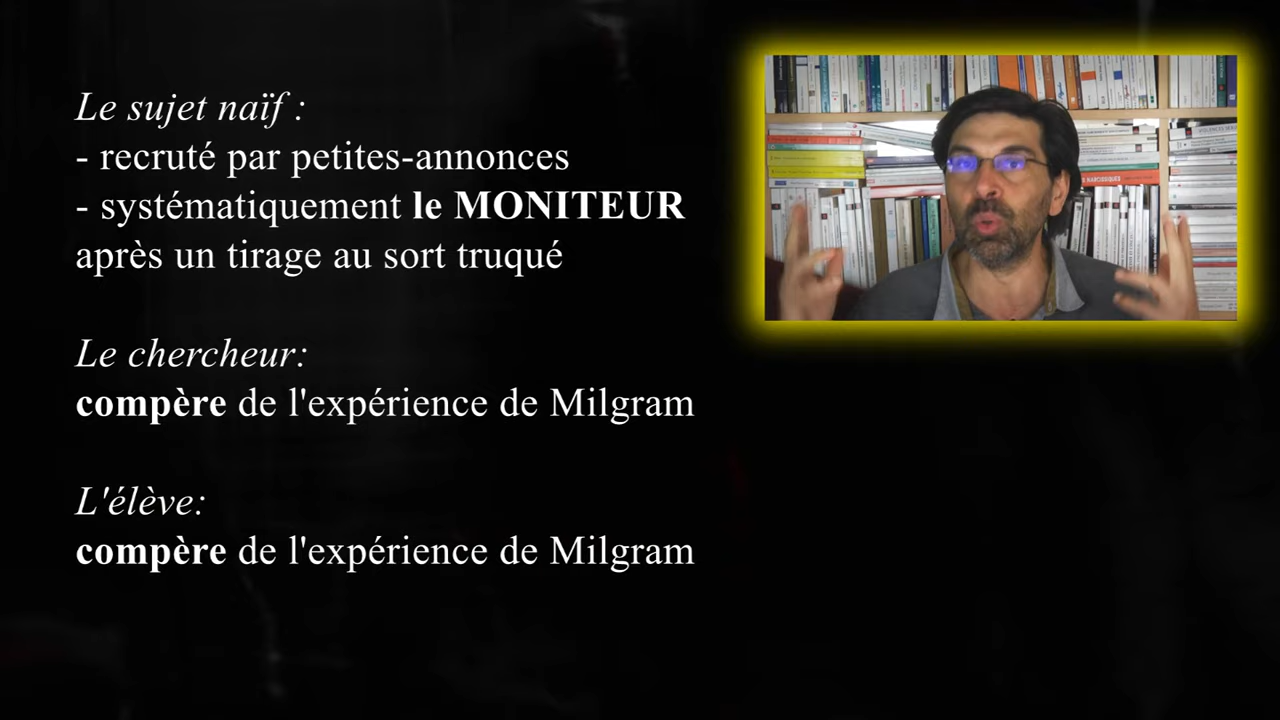 Le sujet naïf :
- recruté par petites-annonces
- systématiquement le MONITEUR
après un tirage au sort truqué
Le chercheur:
compère de l'expérience de Milgram
L'élève:
compère de l'expérience de Milgram